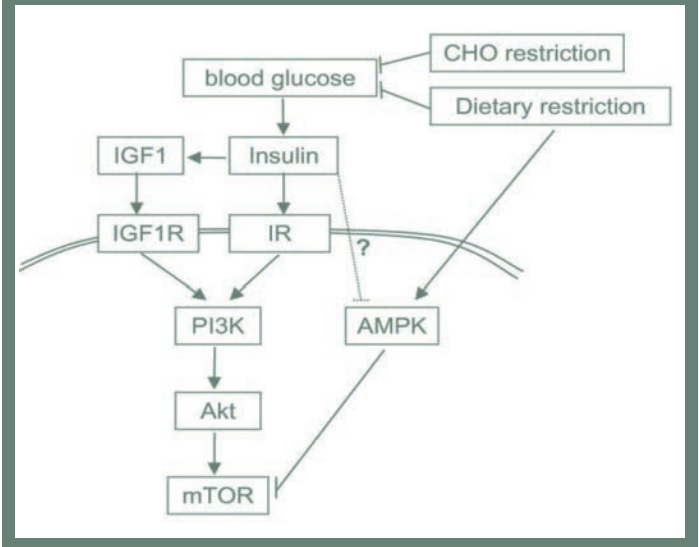 CHO restriction
blood glucose
Dietary restriction
IGF1
Insulin
IGF1R
IR
?
PI3K
AMPK
Akt
mTOR